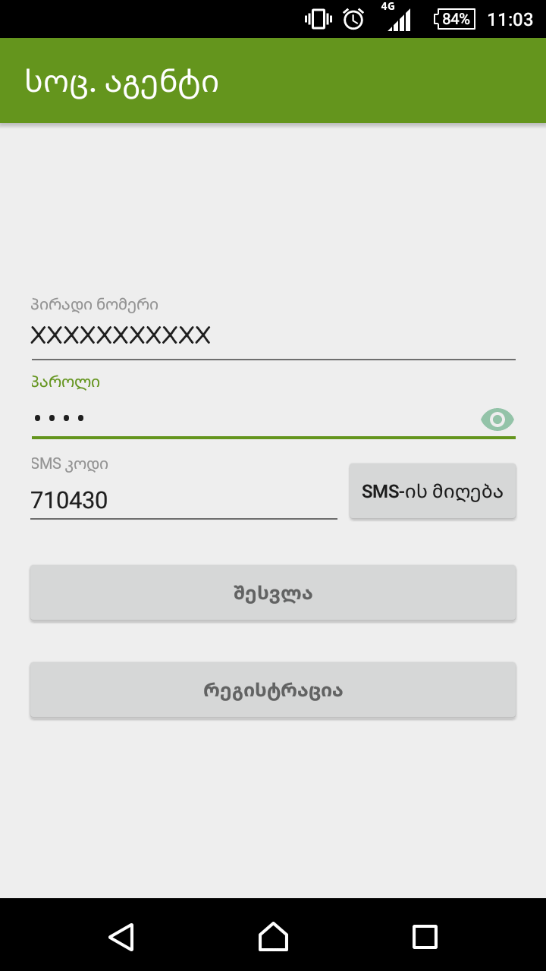 4G
84%
11:03
სოც. აგენტი
პირადი ნომერი
XXXXXXXXXXX
პაროლი
••••
SMS კოდი
710430
SMS-ის მიღება
შესვლა
რეგისტრაცია